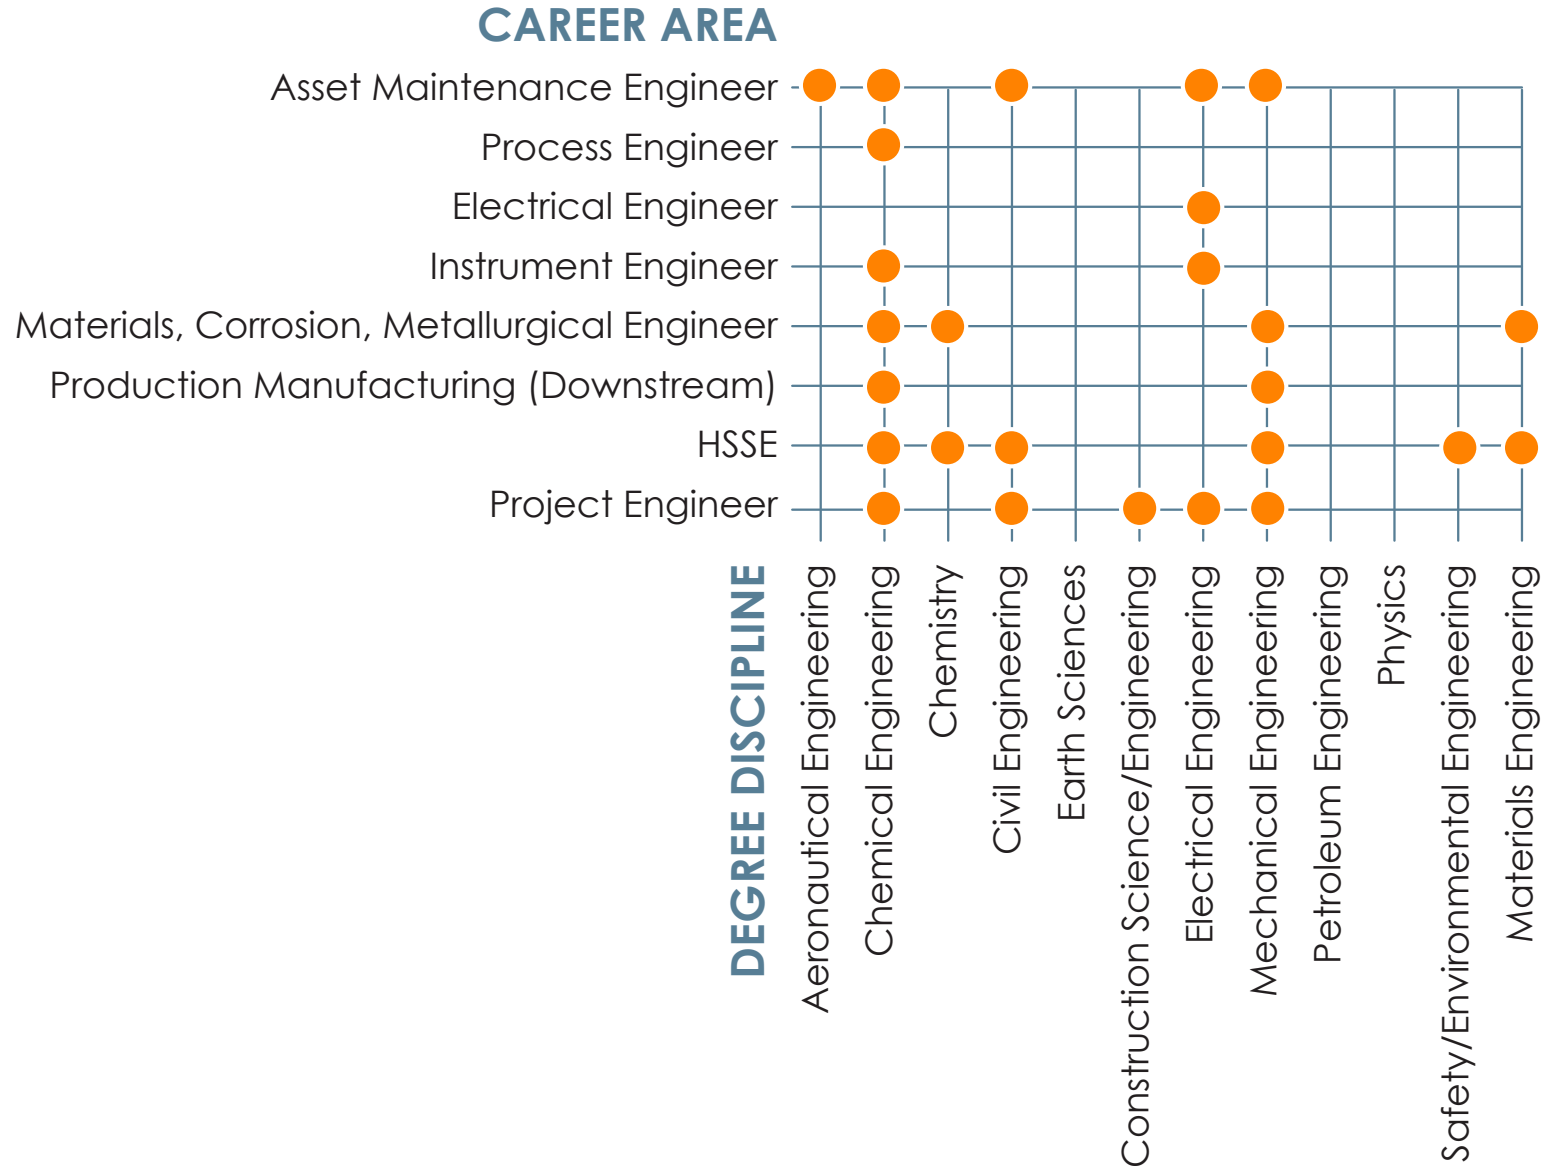 CAREER AREA
Asset Maintenance Engineer
Process Engineer
Electrical Engineer
Instrument Engineer
Materials, Corrosion, Metallurgical Engineer
Production Manufacturing (Downstream)
HSSE
Project Engineer
DEGREE DISCIPLINE
Aeronautical Engineering
Chemical Engineering
Chemistry
Civil Engineering
Earth Sciences
Construction Science/Engineering
Electrical Engineering
Mechanical Engineering
Petroleum Engineering
Physics
Safety/Environmental Engineering
Materials Engineering